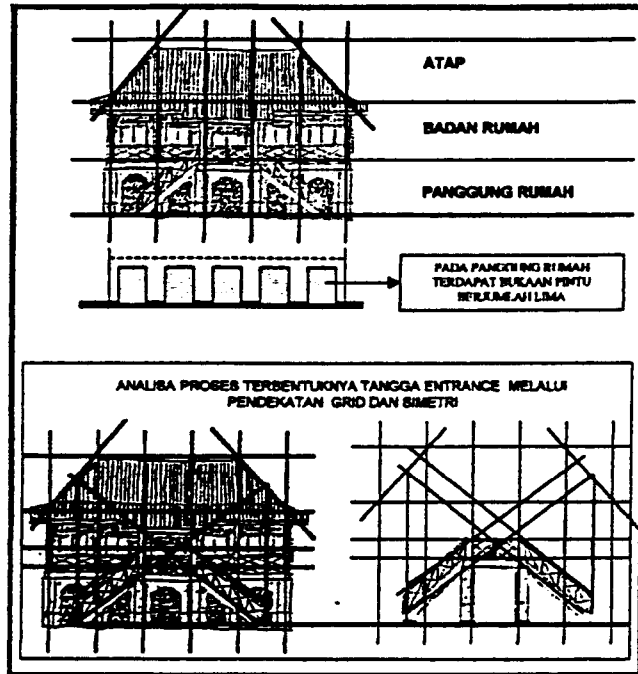 ATAP
BADAN RUMAH
PANGGUNG RUMAH
PADA PANGGUNG RUMAH
TERDAPAT BUKAAN PINTU
BERJUMLAH LIMA
ANALISA PROSES TERBENTUKNYA TANGGA ENTRANCE MELALUI
PENDEKATAN GRID DAN SIMETRI